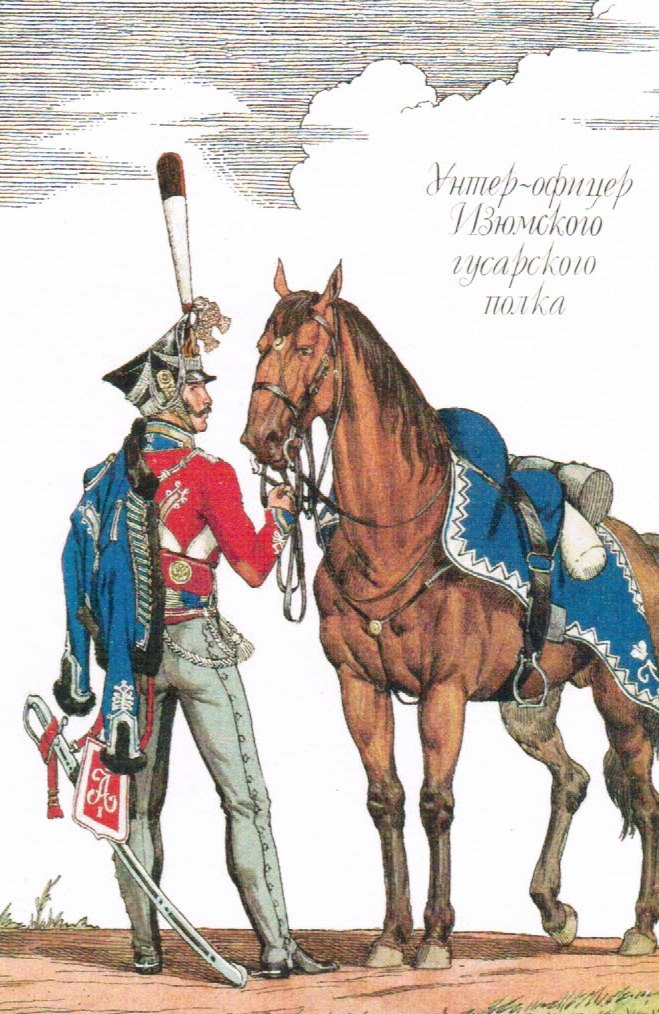 Унтер-офицер
Изюмского
гусарского
полка
А
I